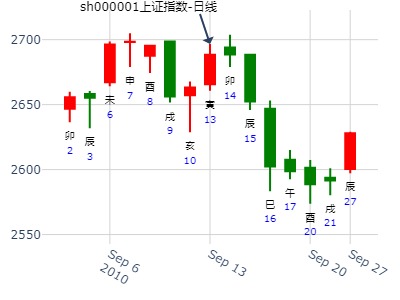 sh000001上证指数-日线
2700
2650
2600
2550
卯
2
辰
3
未
6
申
7
酉
8
戌
9
亥
10
寅
13
卯
14
辰
15
巳
16
午
17
酉
20
戌
21
辰
27
Sep 6
2010
Sep 13
Sep 20
Sep 27